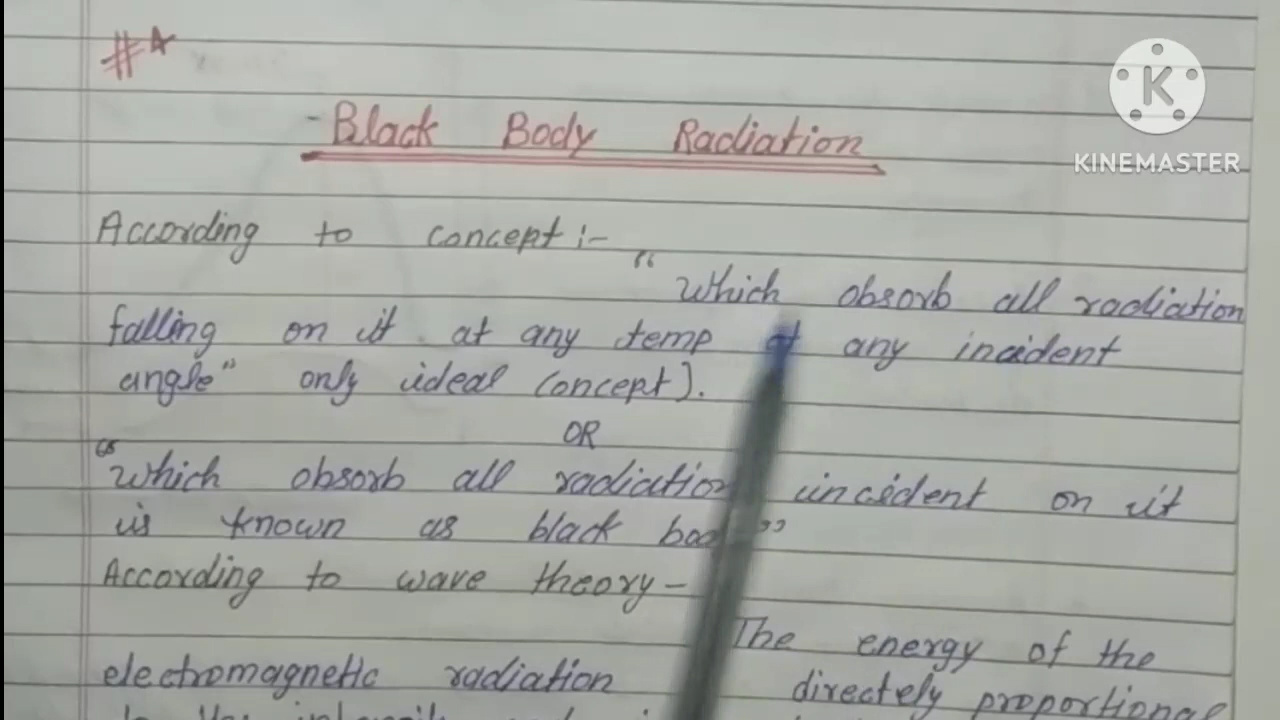 #A
Black Body Radiation
According to concept :-
"Which absorb all radiation
falling on it at any temp at any incident
angle" only ideal concept).
OR
"Which absorb all radiation incident on it
is known as black
According to wave theory -
The energy of the
electromagnetic radiation directely proportional
KINEMASTER